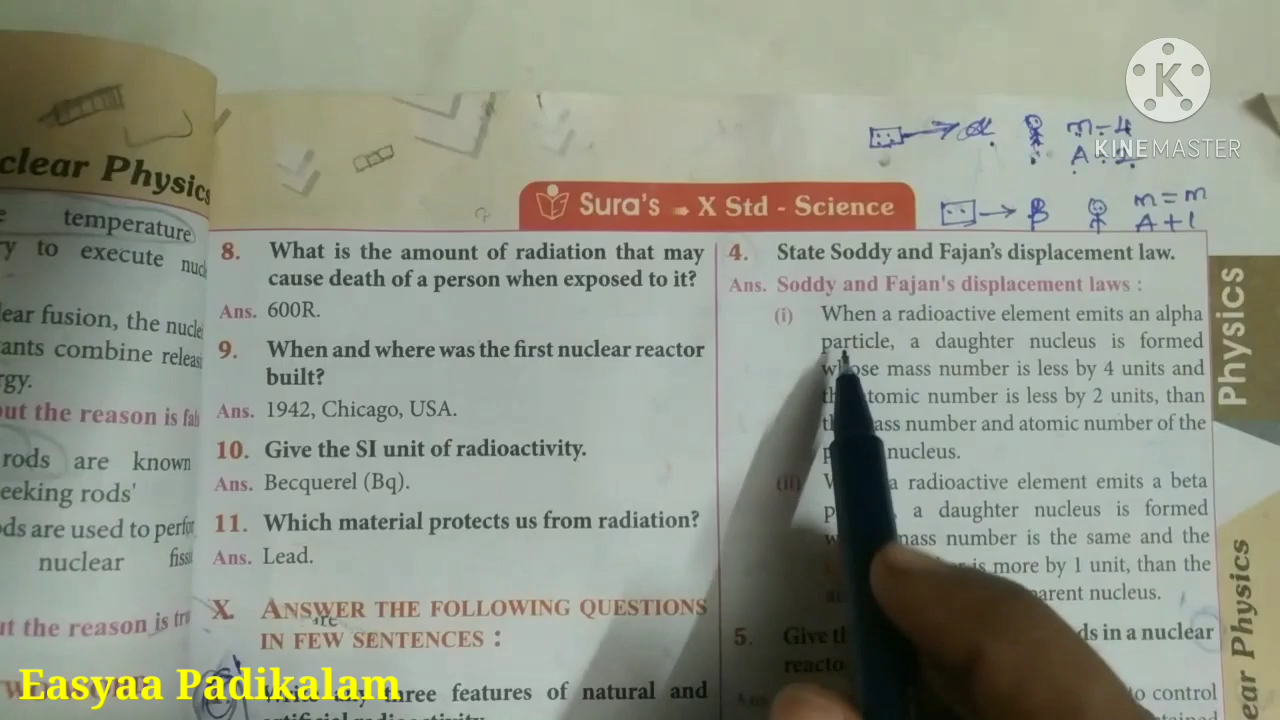 K
KINEMASTER
α m-4
A-2
β m=m
A+1
clear Physics
Sura's X Std - Science
e temperature
y to execute nucl
ear fusion, the nuclei
ants combine releasi
rgy.
out the reason is fals
rods are known
eeking rods'
ds are used to perfor
nuclear fissi
ut the reason is tru
8. What is the amount of radiation that may
cause death of a person when exposed to it?
Ans. 600R.
9. When and where was the first nuclear reactor
built?
Ans. 1942, Chicago, USA.
10. Give the SI unit of radioactivity.
Ans. Becquerel (Bq).
11. Which material protects us from radiation?
Ans. Lead.
X. ANSWER THE FOLLOWING QUESTIONS
IN FEW SENTENCES :
three features of natural and
4. State Soddy and Fajan's displacement law.
Ans. Soddy and Fajan's displacement laws :
(i) When a radioactive element emits an alpha
particle, a daughter nucleus is formed
whose mass number is less by 4 units and
atomic number is less by 2 units, than
mass number and atomic number of the
nucleus.
(ii) a radioactive element emits a beta
a daughter nucleus is formed
mass number is the same and the
is more by 1 unit, than the
parent nucleus.
5. Give ds in a nuclear
reacto
Ans to control
Physics
ear Physics
Easyaa Padikalam